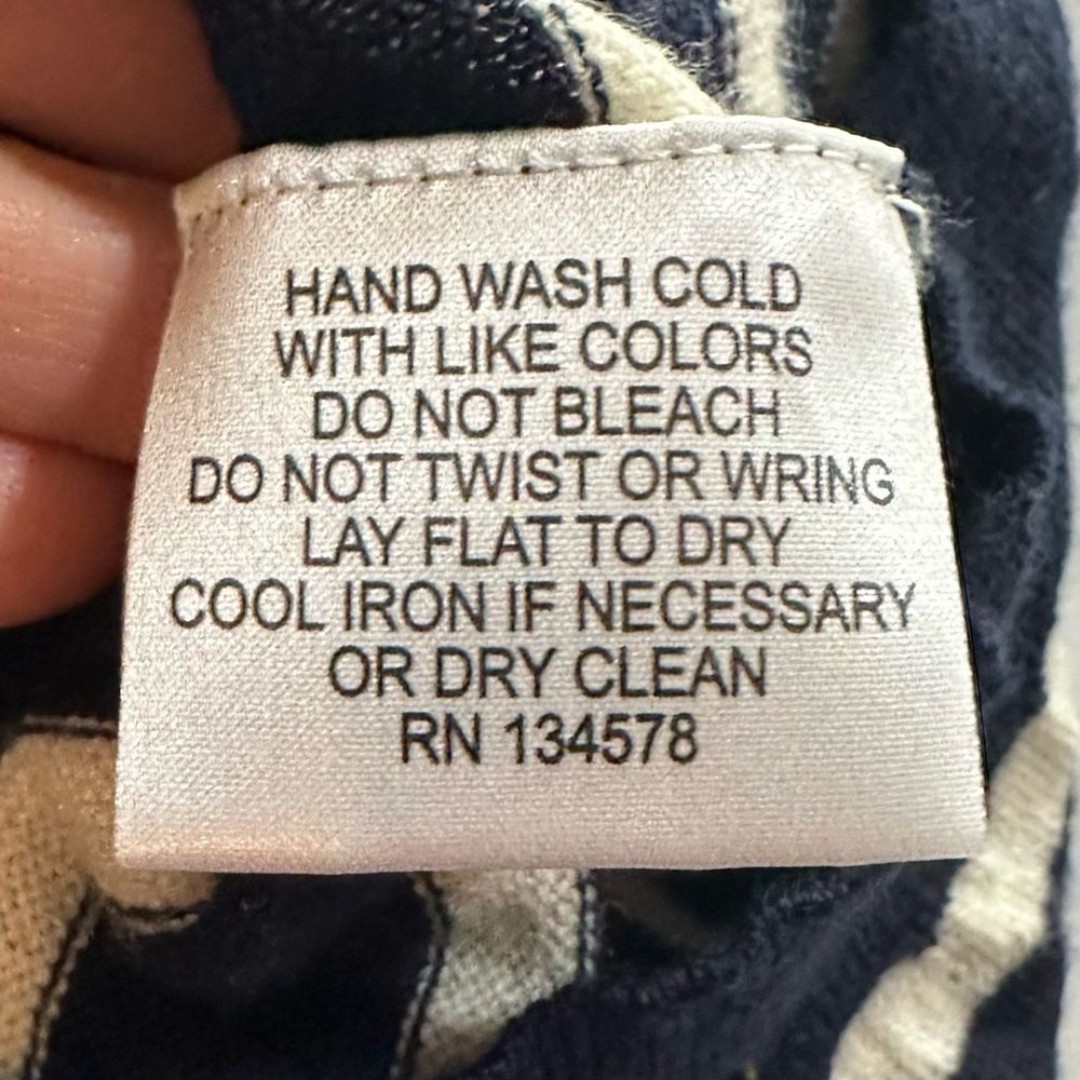 HAND WASH COLD
WITH LIKE COLORS
DO NOT BLEACH
DO NOT TWIST OR WRING
LAY FLAT TO DRY
COOL IRON IF NECESSARY
OR DRY CLEAN
RN 134578